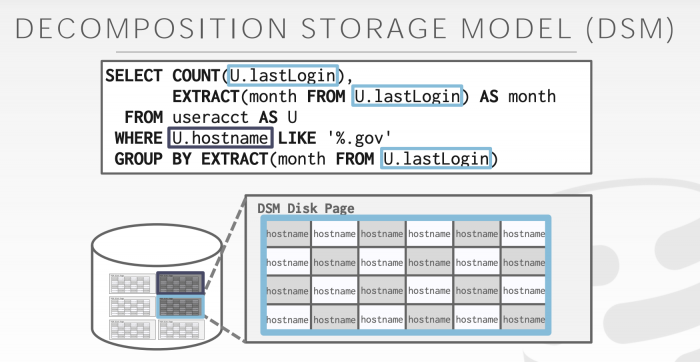 DECOMPOSITION STORAGE MODEL (DSM)
SELECT COUNT(U.lastLogin),
EXTRACT(month FROM U.lastLogin) AS month
FROM useracct AS U
WHERE U.hostname LIKE '%.gov'
GROUP BY EXTRACT(month FROM U.lastLogin)
DSM Disk Page
hostname hostname hostname hostname hostname hostname
hostname hostname hostname hostname hostname hostname
hostname hostname hostname hostname hostname hostname
hostname hostname hostname hostname hostname hostname